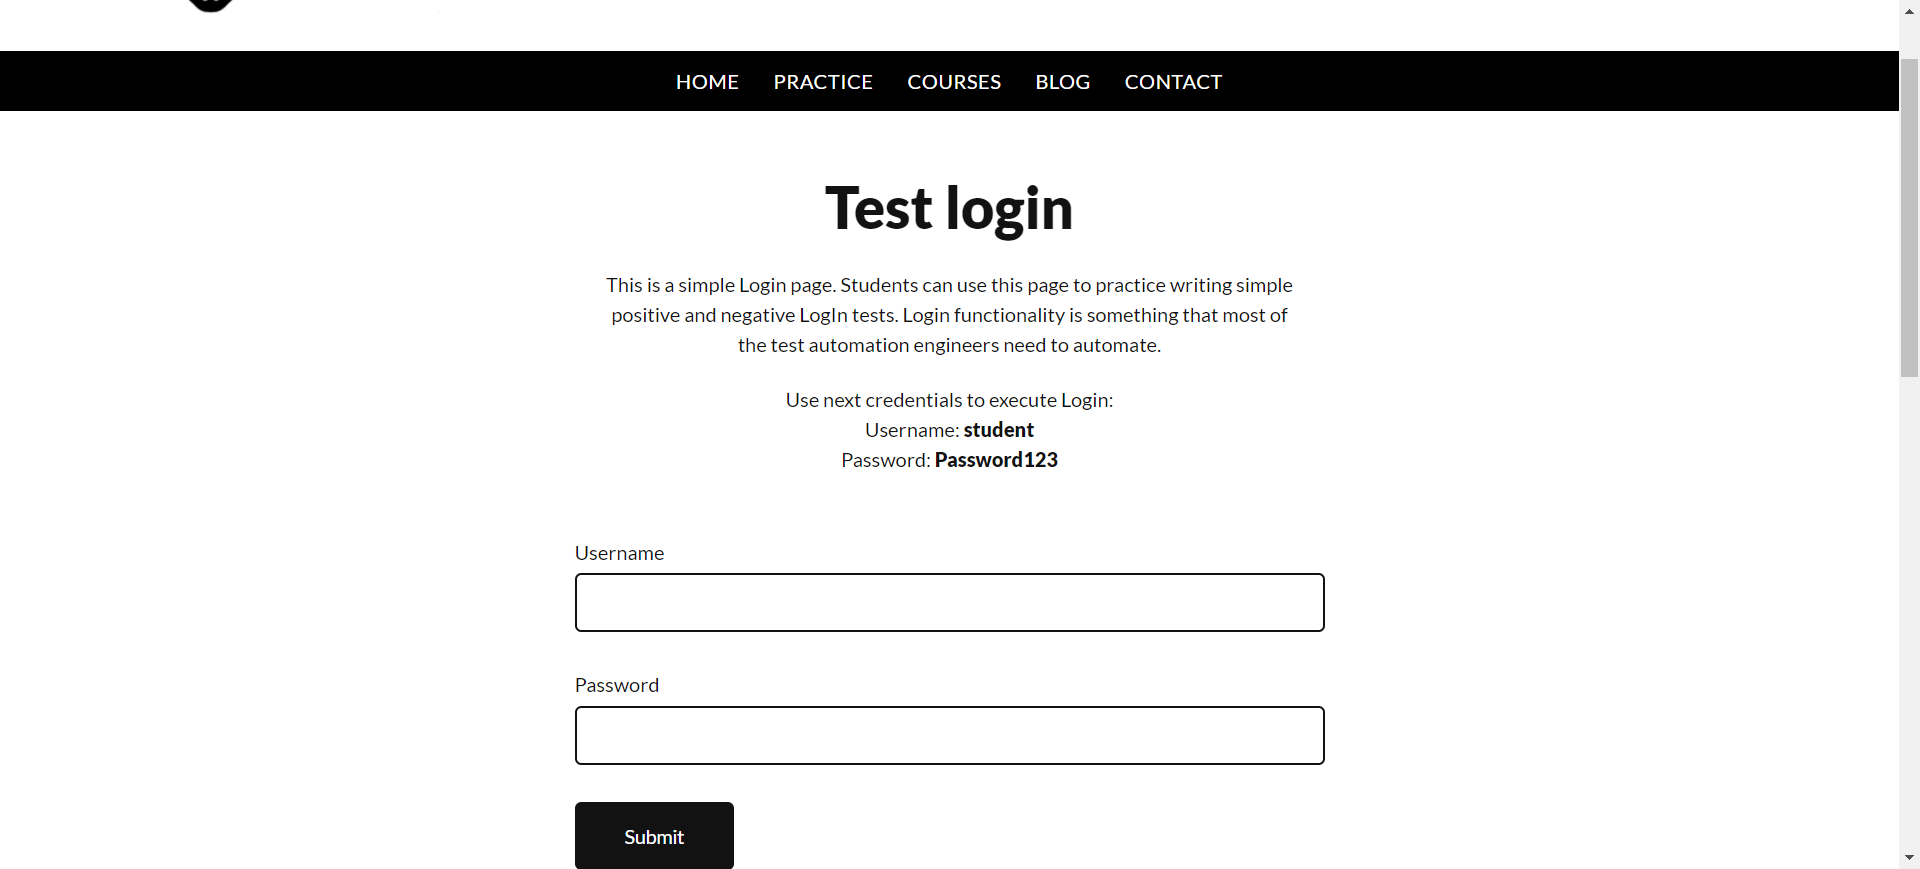 HOME PRACTICE COURSES BLOG CONTACT
Test login
This is a simple Login page. Students can use this page to practice writing simple
positive and negative LogIn tests. Login functionality is something that most of
the test automation engineers need to automate.
Use next credentials to execute Login:
Username: student
Password: Password123
Username
Password
Submit